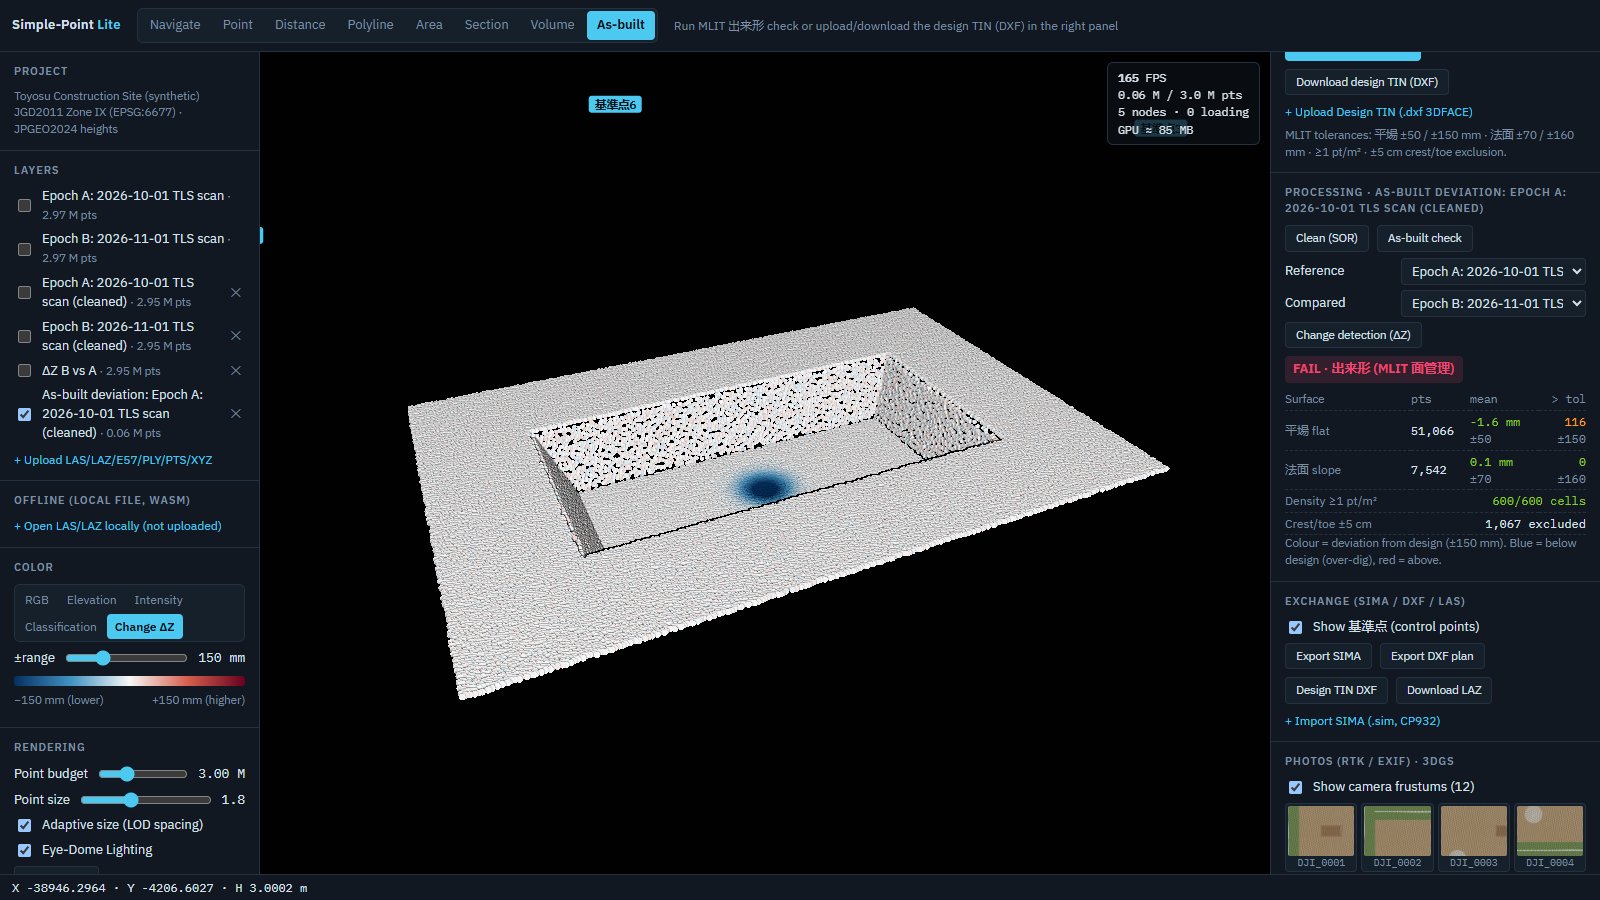 Simple-Point Lite
Navigate Point Distance Polyline Area Section Volume As-built
Run MLIT 出来形 check or upload/download the design TIN (DXF) in the right panel
PROJECT
Toyosu Construction Site (synthetic)
JGD2011 Zone IX (EPSG:6677) ·
JPGEO2024 heights
LAYERS
Epoch A: 2026-10-01 TLS scan ·
2.97 M pts
Epoch B: 2026-11-01 TLS scan ·
2.97 M pts
Epoch A: 2026-10-01 TLS
scan (cleaned) · 2.95 M pts
Epoch B: 2026-11-01 TLS
scan (cleaned) · 2.95 M pts
ΔZ B vs A · 2.95 M pts
As-built deviation: Epoch A:
2026-10-01 TLS scan
(cleaned) · 0.06 M pts
+ Upload LAS/LAZ/E57/PLY/PTS/XYZ
OFFLINE (LOCAL FILE, WASM)
+ Open LAS/LAZ locally (not uploaded)
COLOR
RGB Elevation Intensity
Classification Change ΔZ
±range 150 mm
−150 mm (lower) +150 mm (higher)
RENDERING
Point budget 3.00 M
Point size 1.8
Adaptive size (LOD spacing)
Eye-Dome Lighting
基準点6
165 FPS
0.06 M / 3.0 M pts
5 nodes · 0 loading
GPU ≈ 85 MB
Download design TIN (DXF)
+ Upload Design TIN (.dxf 3DFACE)
MLIT tolerances: 平場 ±50 / ±150 mm · 法面 ±70 / ±160
mm · ≥1 pt/m² · ±5 cm crest/toe exclusion.
PROCESSING · AS-BUILT DEVIATION: EPOCH A:
2026-10-01 TLS SCAN (CLEANED)
Clean (SOR) As-built check
Reference Epoch A: 2026-10-01 TLS
Compared Epoch B: 2026-11-01 TLS
Change detection (ΔZ)
FAIL · 出来形 (MLIT 面管理)
Surface pts mean > tol
平場 flat 51,066 -1.6 mm ±50 116 ±150
法面 slope 7,542 0.1 mm ±70 0 ±160
Density ≥1 pt/m² 600/600 cells
Crest/toe ±5 cm 1,067 excluded
Colour = deviation from design (±150 mm). Blue = below
design (over-dig), red = above.
EXCHANGE (SIMA / DXF / LAS)
Show 基準点 (control points)
Export SIMA Export DXF plan
Design TIN DXF Download LAZ
+ Import SIMA (.sim, CP932)
PHOTOS (RTK / EXIF) · 3DGS
Show camera frustums (12)
DJI_0001 DJI_0002 DJI_0003 DJI_0004
X -38946.2964 · Y -4206.6027 · H 3.0002 m